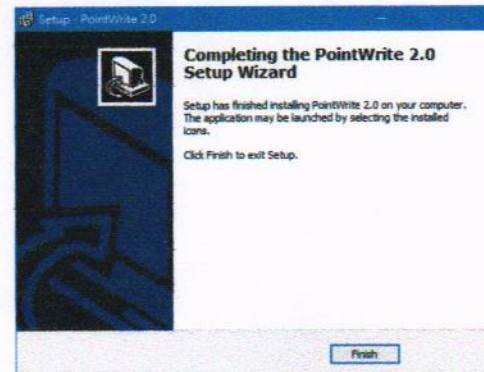 Setup - PointWrite 2.0
Completing the PointWrite 2.0
Setup Wizard
Setup has finished installing PointWrite 2.0 on your computer.
The application may be launched by selecting the installed
icons.
Click Finish to exit Setup.
Finish